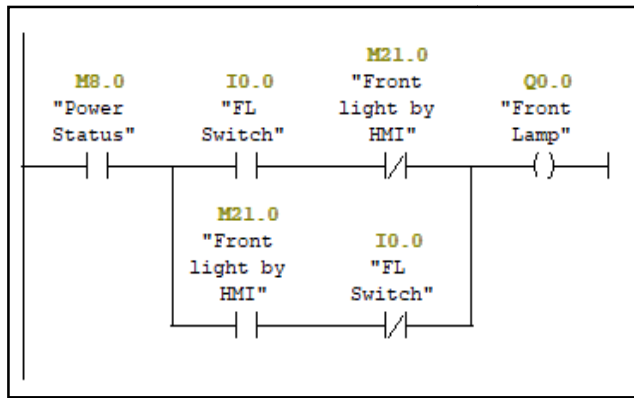 M8.0
"Power
Status"
I0.0
"FL
Switch"
M21.0
"Front
light by
HMI"
Q0.0
"Front
Lamp"
M21.0
"Front
light by
HMI"
I0.0
"FL
Switch"